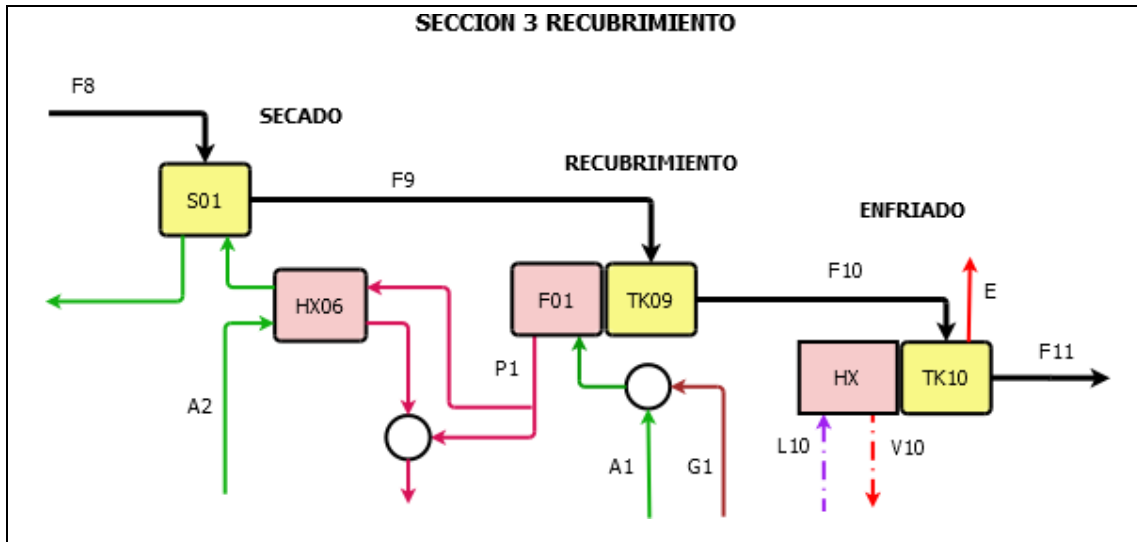 SECCION 3 RECUBRIMIENTO
F8
SECADO
S01
F9
RECUBRIMIENTO
ENFRIADO
HX06
F01
TK09
F10
E
P1
A2
HX
TK10
F11
A1
G1
L10
V10